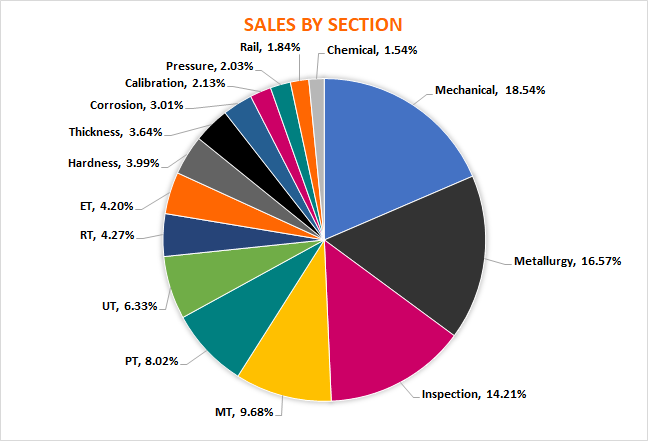 SALES BY SECTION
Rail, 1.84%
Chemical, 1.54%
Pressure, 2.03%
Calibration, 2.13%
Mechanical, 18.54%
Corrosion, 3.01%
Thickness, 3.64%
Hardness, 3.99%
ET, 4.20%
RT, 4.27%
Metallurgy, 16.57%
UT, 6.33%
PT, 8.02%
Inspection, 14.21%
MT, 9.68%